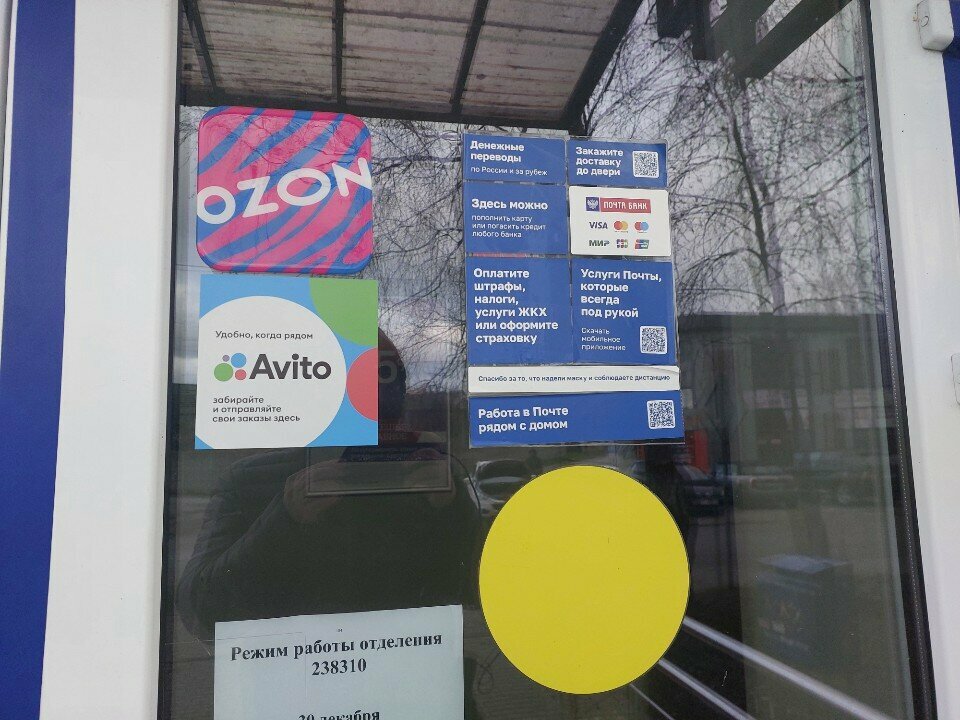 OZON
Удобно, когда рядом
Avito
забирайте
и отправляйте
свои заказы здесь
Денежные
переводы
по России и за рубеж
Закажите
доставку
до двери
Здесь можно
пополнить карту
или погасить кредит
любого банка
ПОЧТА БАНК
VISA
МИР
Оплатите
штрафы,
налоги,
услуги ЖКХ
или оформите
страховку
Услуги Почты,
которые
всегда
под рукой
Скачать
мобильное
приложение
Спасибо за то, что надели маску и соблюдаете дистанцию
Работа в Почте
рядом с домом
Режим работы отделения
238310
30 декабря